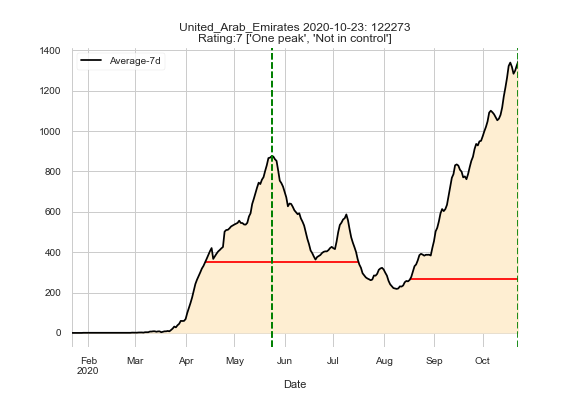 United_Arab_Emirates 2020-10-23: 122273
Rating:7 ['One peak', 'Not in control']
Average-7d
1400
1200
1000
800
600
400
200
0
Feb Mar Apr May Jun Jul Aug Sep Oct
2020
Date